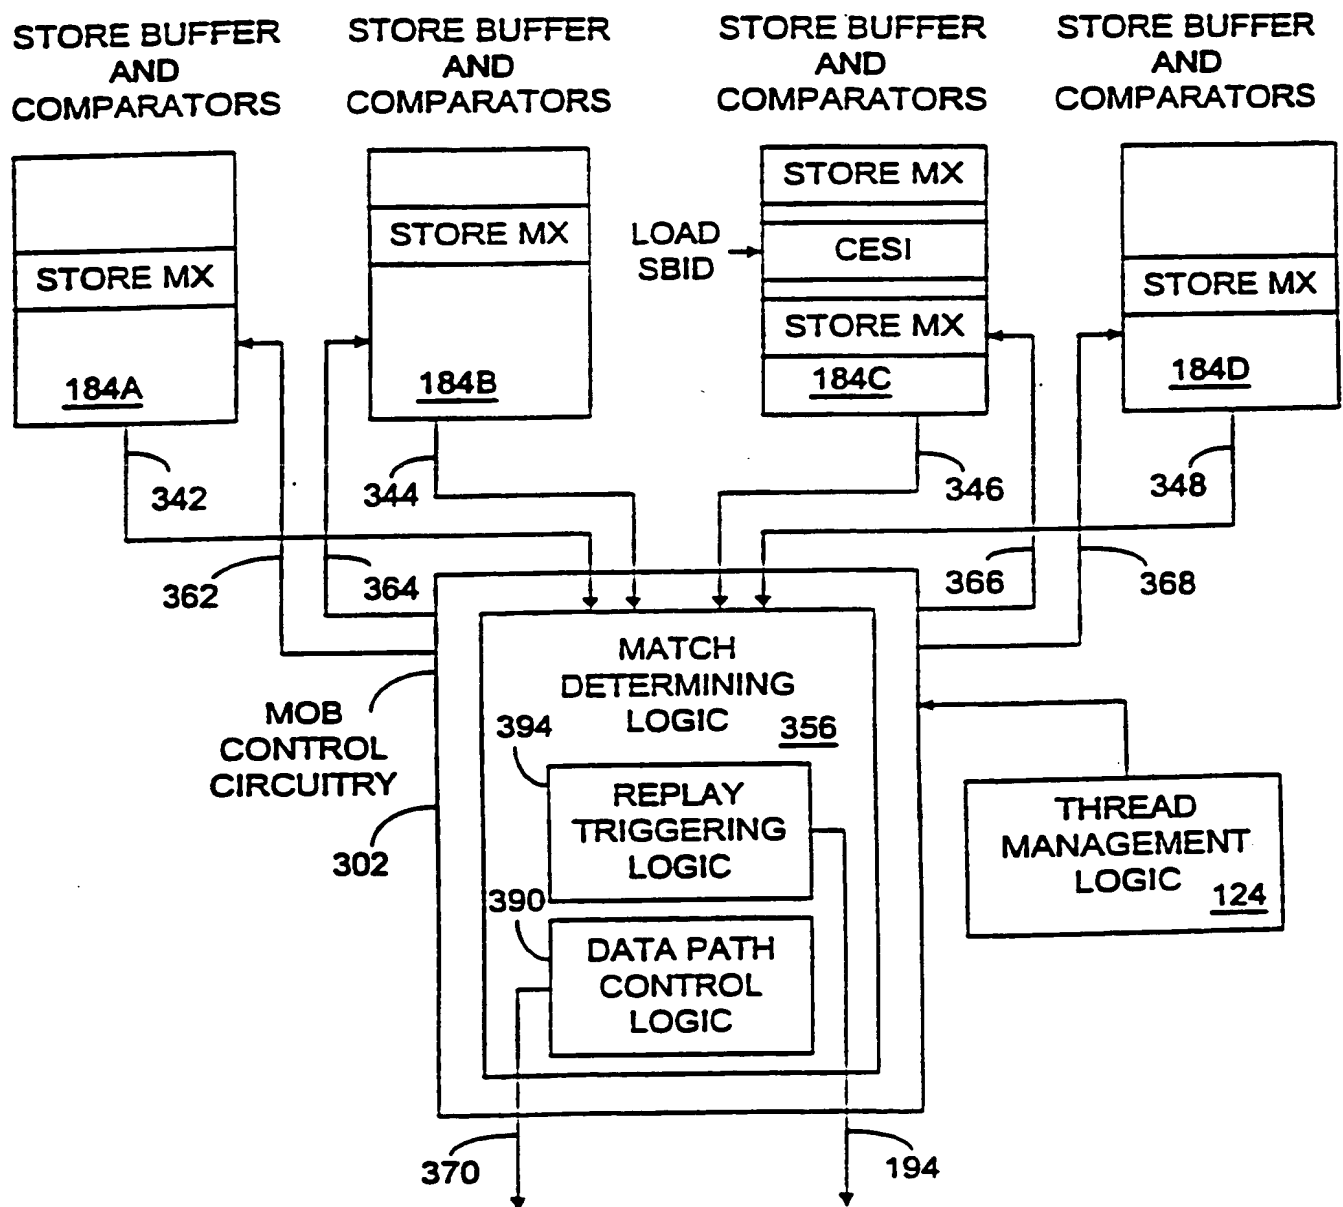 STORE BUFFER
AND
COMPARATORS
STORE BUFFER
AND
COMPARATORS
STORE BUFFER
AND
COMPARATORS
STORE BUFFER
AND
COMPARATORS
STORE MX
184A
STORE MX
184B
LOAD
SBID
STORE MX
CESI
STORE MX
184C
STORE MX
184D
342
344
346
348
362
364
366
368
MATCH
DETERMINING
LOGIC
356
MOB
CONTROL
CIRCUITRY
302
394
REPLAY
TRIGGERING
LOGIC
390
DATA PATH
CONTROL
LOGIC
THREAD
MANAGEMENT
LOGIC
124
370
194